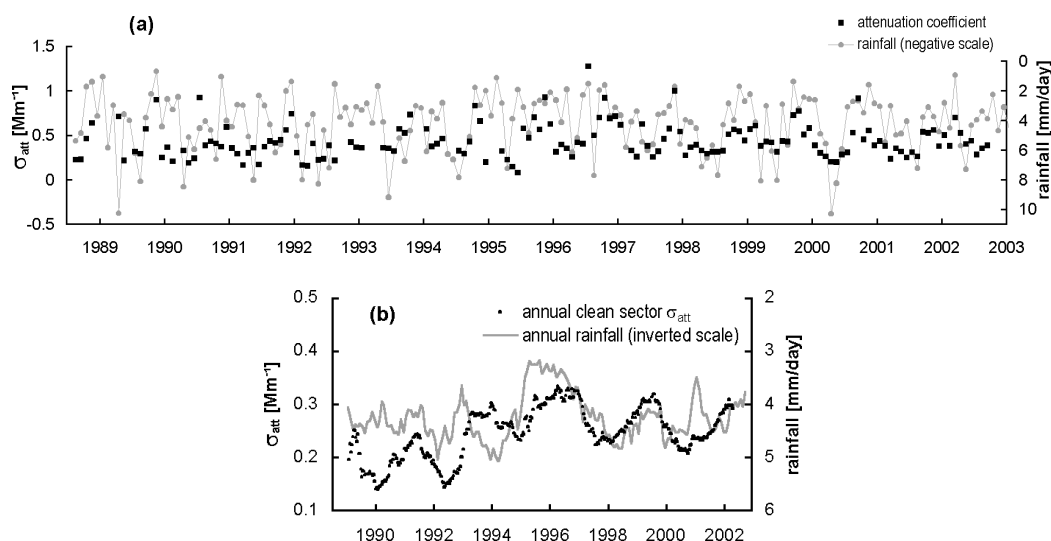 (a)
attenuation coefficient
rainfall (negative scale)
σatt [Mm⁻¹]
1.5
1
0.5
0
-0.5
0
2
4
6
8
10
rainfall [mm/day]
1989 1990 1991 1992 1993 1994 1995 1996 1997 1998 1999 2000 2001 2002 2003
(b)
annual clean sector σatt
annual rainfall (inverted scale)
σatt [Mm⁻¹]
0.5
0.4
0.3
0.2
0.1
2
3
4
5
6
rainfall [mm/day]
1990 1992 1994 1996 1998 2000 2002